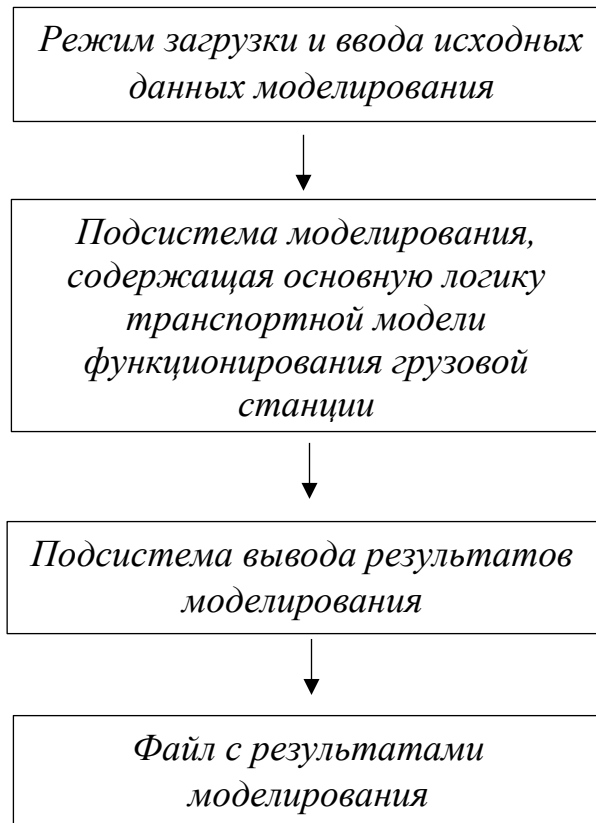 Режим загрузки и ввода исходных
данных моделирования
Подсистема моделирования,
содержащая основную логику
транспортной модели
функционирования грузовой
станции
Подсистема вывода результатов
моделирования
Файл с результатами
моделирования